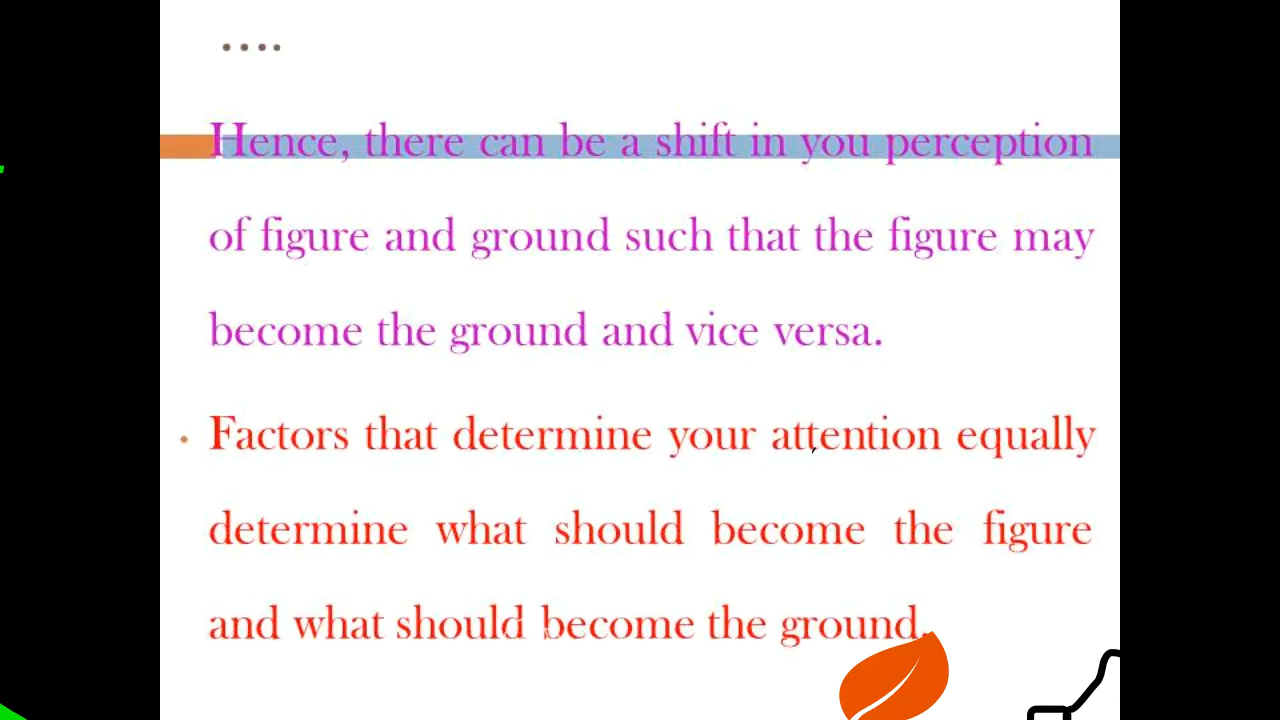 ....
Hence, there can be a shift in you perception
of figure and ground such that the figure may
become the ground and vice versa.
• Factors that determine your attention equally
determine what should become the figure
and what should become the ground.